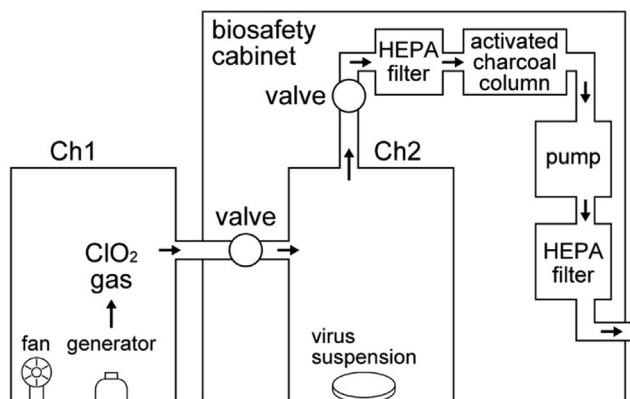 biosafety
cabinet
HEPA
filter
activated
charcoal
column
valve
Ch1
Ch2
pump
valve
ClO₂
gas
HEPA
filter
fan
generator
virus
suspension